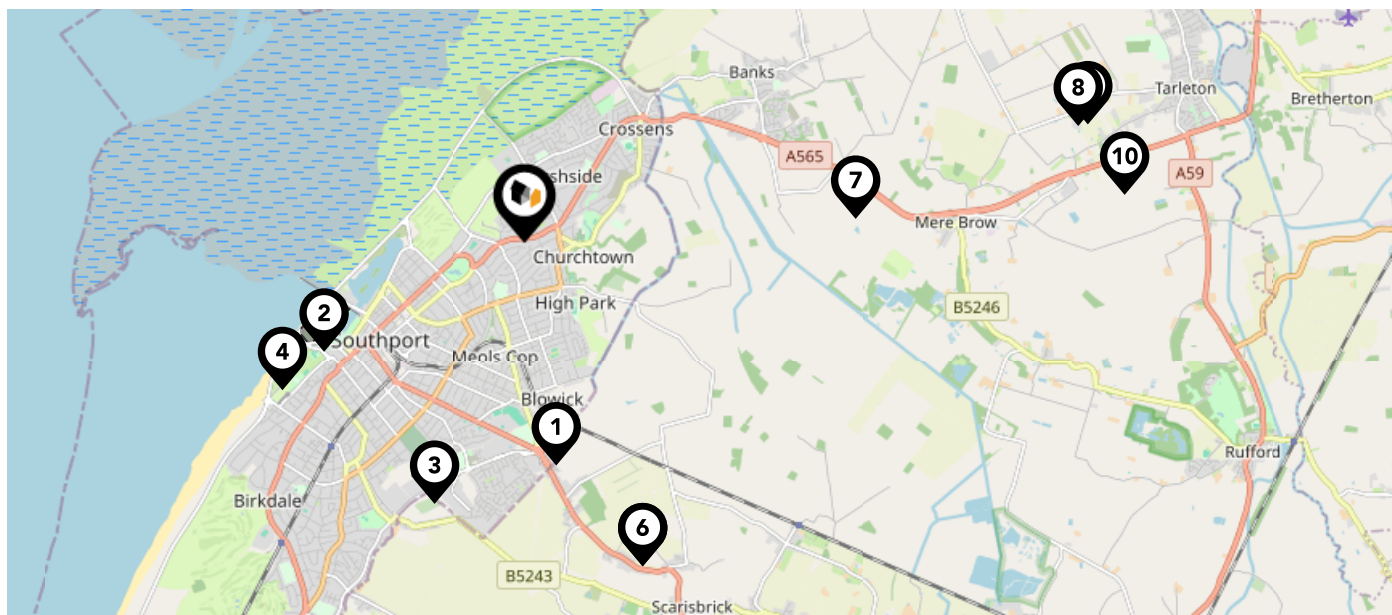 Banks
8
Tarleton
Bretherton
Crossens
A565
10
A59
shside
7
Mere Brow
Churchtown
High Park
B5246
2
Southport
4
Meols Cop
Blowick
1
3
Rufford
Birkdale
6
B5243
Scarisbrick